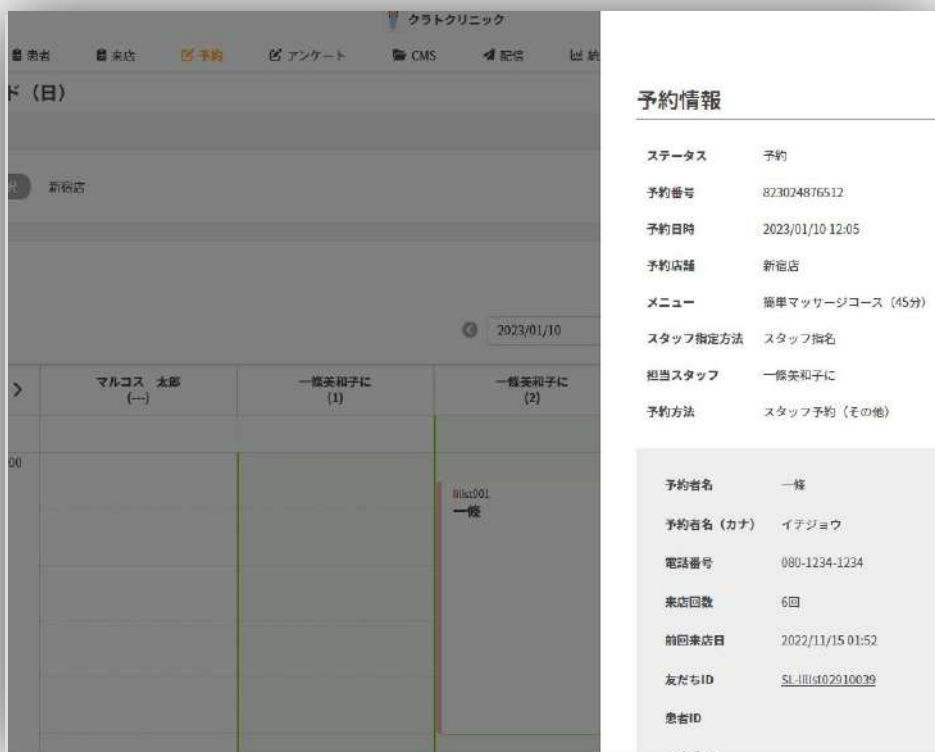 クラトクリニック
患者 来店 予約 アンケート CMS 配信
ド（日）
新宿店
2023/01/10
マルコス 太郎
(---)
一條美和子に
(1)
一條美和子に
(2)
00
lilist001
一條
予約情報
ステータス 予約
予約番号 823024876512
予約日時 2023/01/10 12:05
予約店舗 新宿店
メニュー 簡単マッサージコース（45分）
スタッフ指定方法 スタッフ指名
担当スタッフ 一條美和子に
予約方法 スタッフ予約（その他）
予約者名 一條
予約者名（カナ） イチジョウ
電話番号 080-1234-1234
来店回数 6回
前回来店日 2022/11/15 01:52
友だちID SL-lilist02910039
患者ID